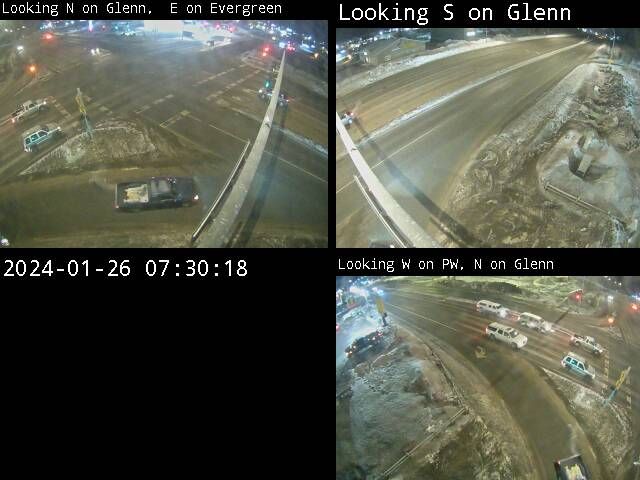 Looking N on Glenn,  E on Evergreen
Looking S on Glenn
2024-01-26 07:30:18
Looking W on PW, N on Glenn